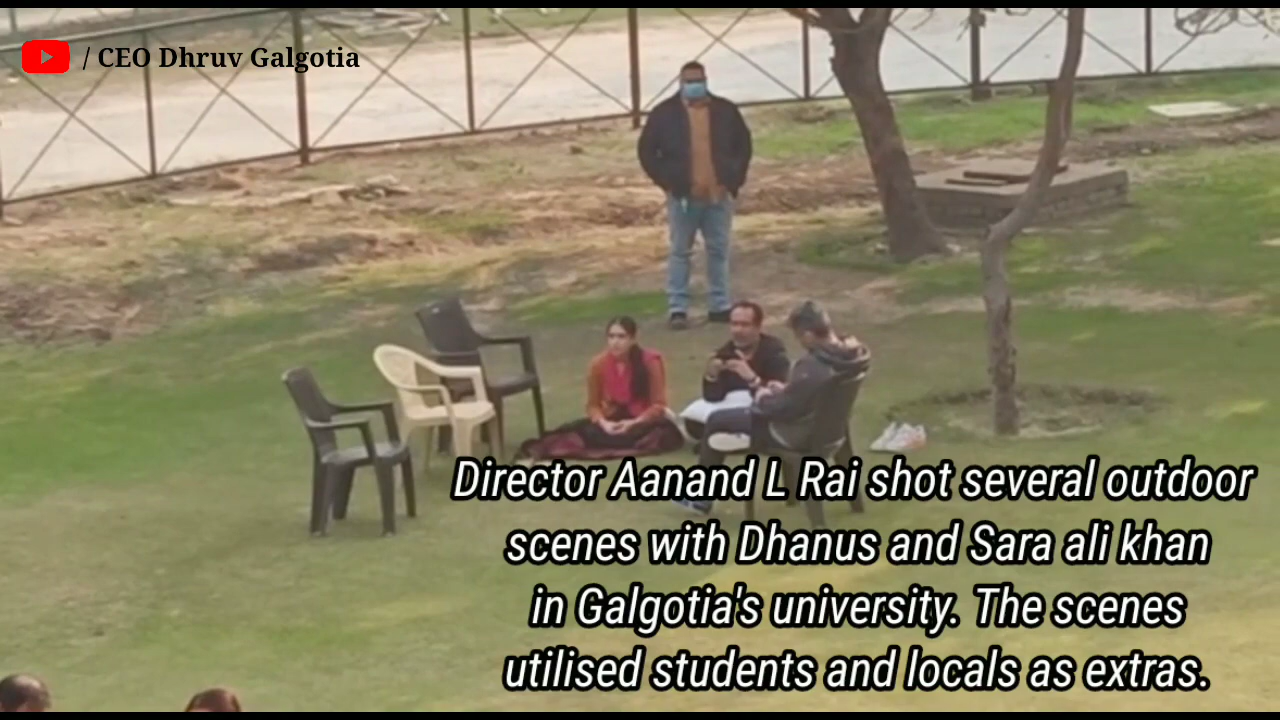 / CEO Dhruv Galgotia
Director Aanand L Rai shot several outdoor
scenes with Dhanus and Sara ali khan
in Galgotia's university. The scenes
utilised students and locals as extras.